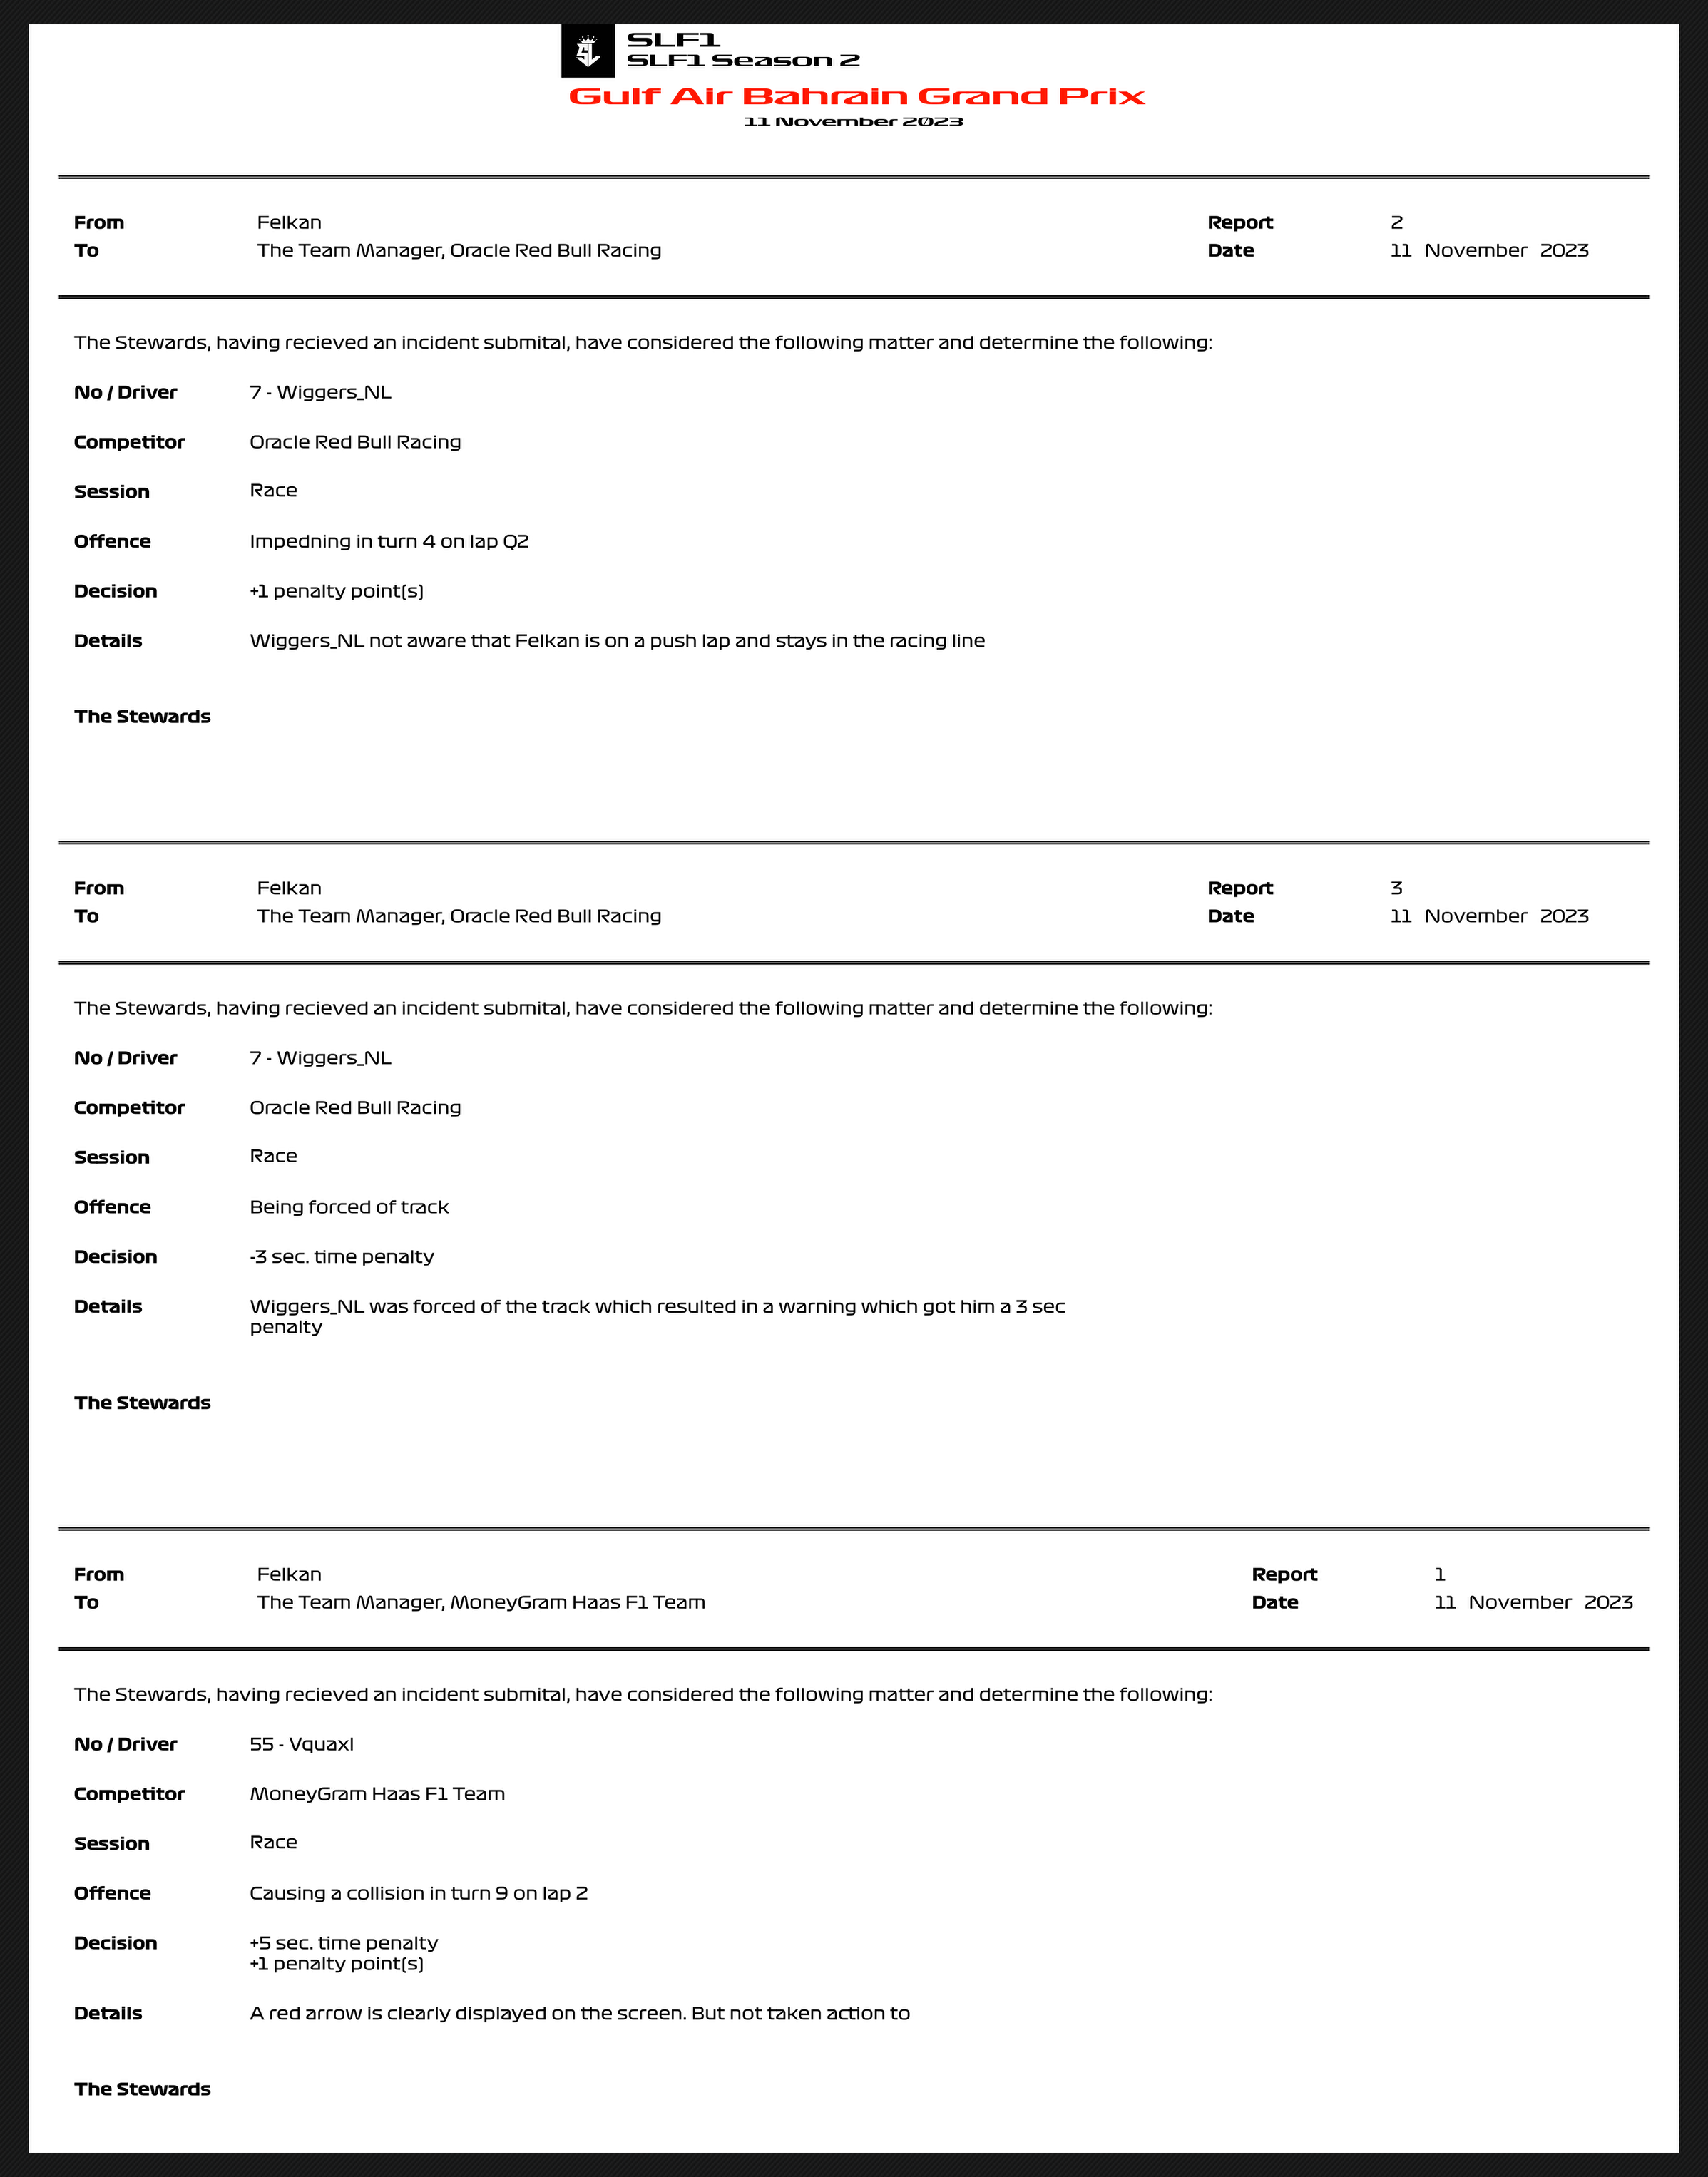 SL
SLF1
SLF1 Season 2
Gulf Air Bahrain Grand Prix
11 November 2023
From Felkan Report 2
To The Team Manager, Oracle Red Bull Racing Date 11 November 2023
The Stewards, having recieved an incident submital, have considered the following matter and determine the following:
No / Driver 7 - Wiggers_NL
Competitor Oracle Red Bull Racing
Session Race
Offence Impedning in turn 4 on lap Q2
Decision +1 penalty point(s)
Details Wiggers_NL not aware that Felkan is on a push lap and stays in the racing line
The Stewards
From Felkan Report 3
To The Team Manager, Oracle Red Bull Racing Date 11 November 2023
The Stewards, having recieved an incident submital, have considered the following matter and determine the following:
No / Driver 7 - Wiggers_NL
Competitor Oracle Red Bull Racing
Session Race
Offence Being forced of track
Decision -3 sec. time penalty
Details Wiggers_NL was forced of the track which resulted in a warning which got him a 3 sec
penalty
The Stewards
From Felkan Report 1
To The Team Manager, MoneyGram Haas F1 Team Date 11 November 2023
The Stewards, having recieved an incident submital, have considered the following matter and determine the following:
No / Driver 55 - Vquaxl
Competitor MoneyGram Haas F1 Team
Session Race
Offence Causing a collision in turn 9 on lap 2
Decision +5 sec. time penalty
+1 penalty point(s)
Details A red arrow is clearly displayed on the screen. But not taken action to
The Stewards